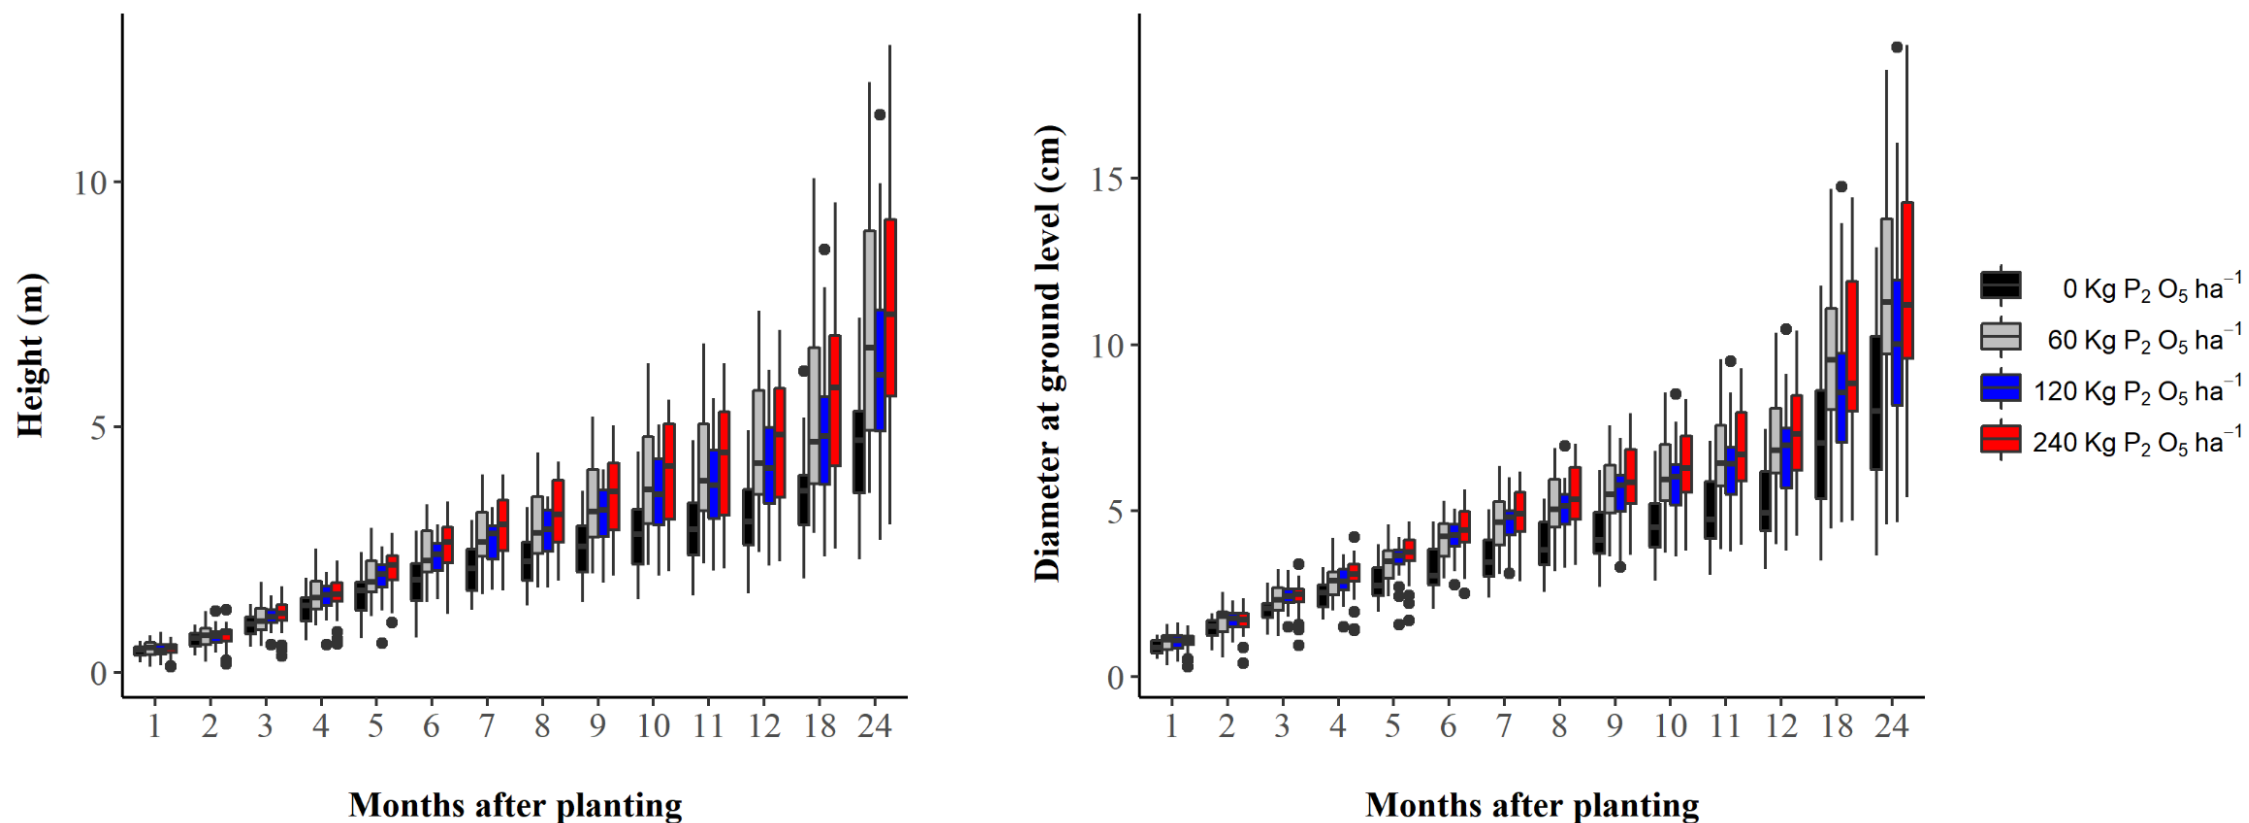 Height (m)
10
5
0
1 2 3 4 5 6 7 8 9 10 11 12 18 24
Months after planting
Diameter at ground level (cm)
15
10
5
0
1 2 3 4 5 6 7 8 9 10 11 12 18 24
Months after planting
0 Kg P₂ O₅ ha⁻¹
60 Kg P₂ O₅ ha⁻¹
120 Kg P₂ O₅ ha⁻¹
240 Kg P₂ O₅ ha⁻¹